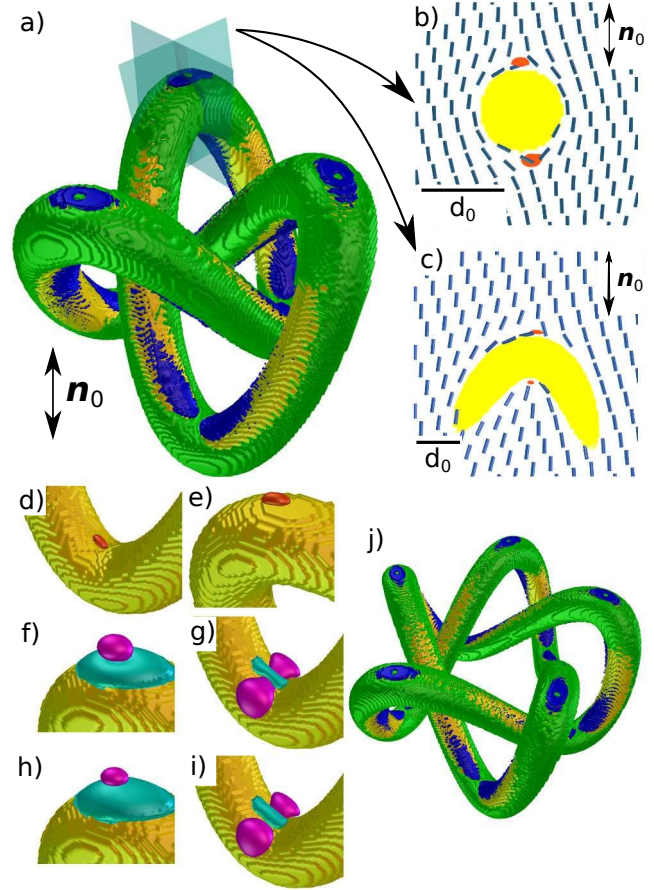 a)
n₀
b)
n₀
d₀
c)
n₀
d₀
d)
e)
f)
g)
h)
i)
j)